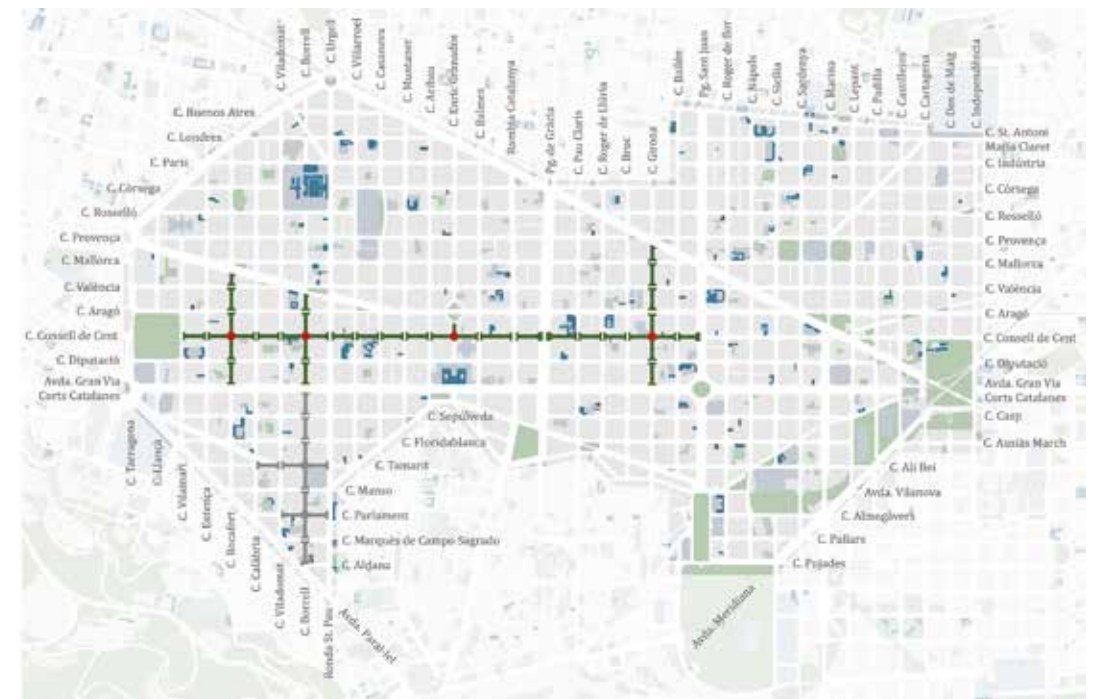 C. Viladomat
C. Borrell
C. Urgell
C. Villarroel
C. Casanova
C. Muntaner
C. Aribau
C. Enric Granados
C. Balmes
Rambla Catalunya
Pg. de Gràcia
C. Pau Claris
C. Roger de Llúria
C. Bruc
C. Girona
C. Bailén
Pg. Sant Joan
C. Roger de flor
C. Nàpols
C. Sicília
C. Sardenya
C. Marina
C. Lepant
C. Padilla
C. Castillejos
C. Cartagena
C. Dos de Maig
C. Independència
C. Buenos Aires
C. Londres
C. París
C. Còrsega
C. Rosselló
C. Provença
C. Mallorca
C. València
C. Aragó
C. Consell de Cent
C. Diputació
Avda. Gran Via
Corts Catalanes
C. St. Antoni
Maria Claret
C. Indústria
C. Còrsega
C. Rosselló
C. Provença
C. Mallorca
C. València
C. Aragó
C. Consell de Cent
C. Diputació
Avda. Gran Via
Corts Catalanes
C. Casp
C. Ausiàs March
C. Ali Bei
Avda. Vilanova
C. Almogàvers
C. Pallars
C. Pujades
Avda. Meridiana
C. Sepúlveda
C. Floridablanca
C. Tamarit
C. Manso
C. Parlament
C. Marquès de Campo Sagrado
C. Aldana
C. Tarragona
C. Llançà
C. Vilamarí
C. Entença
C. Rocafort
C. Calàbria
C. Viladomat
C. Borrell
Ronda St. Pau
Avda. Paral·lel